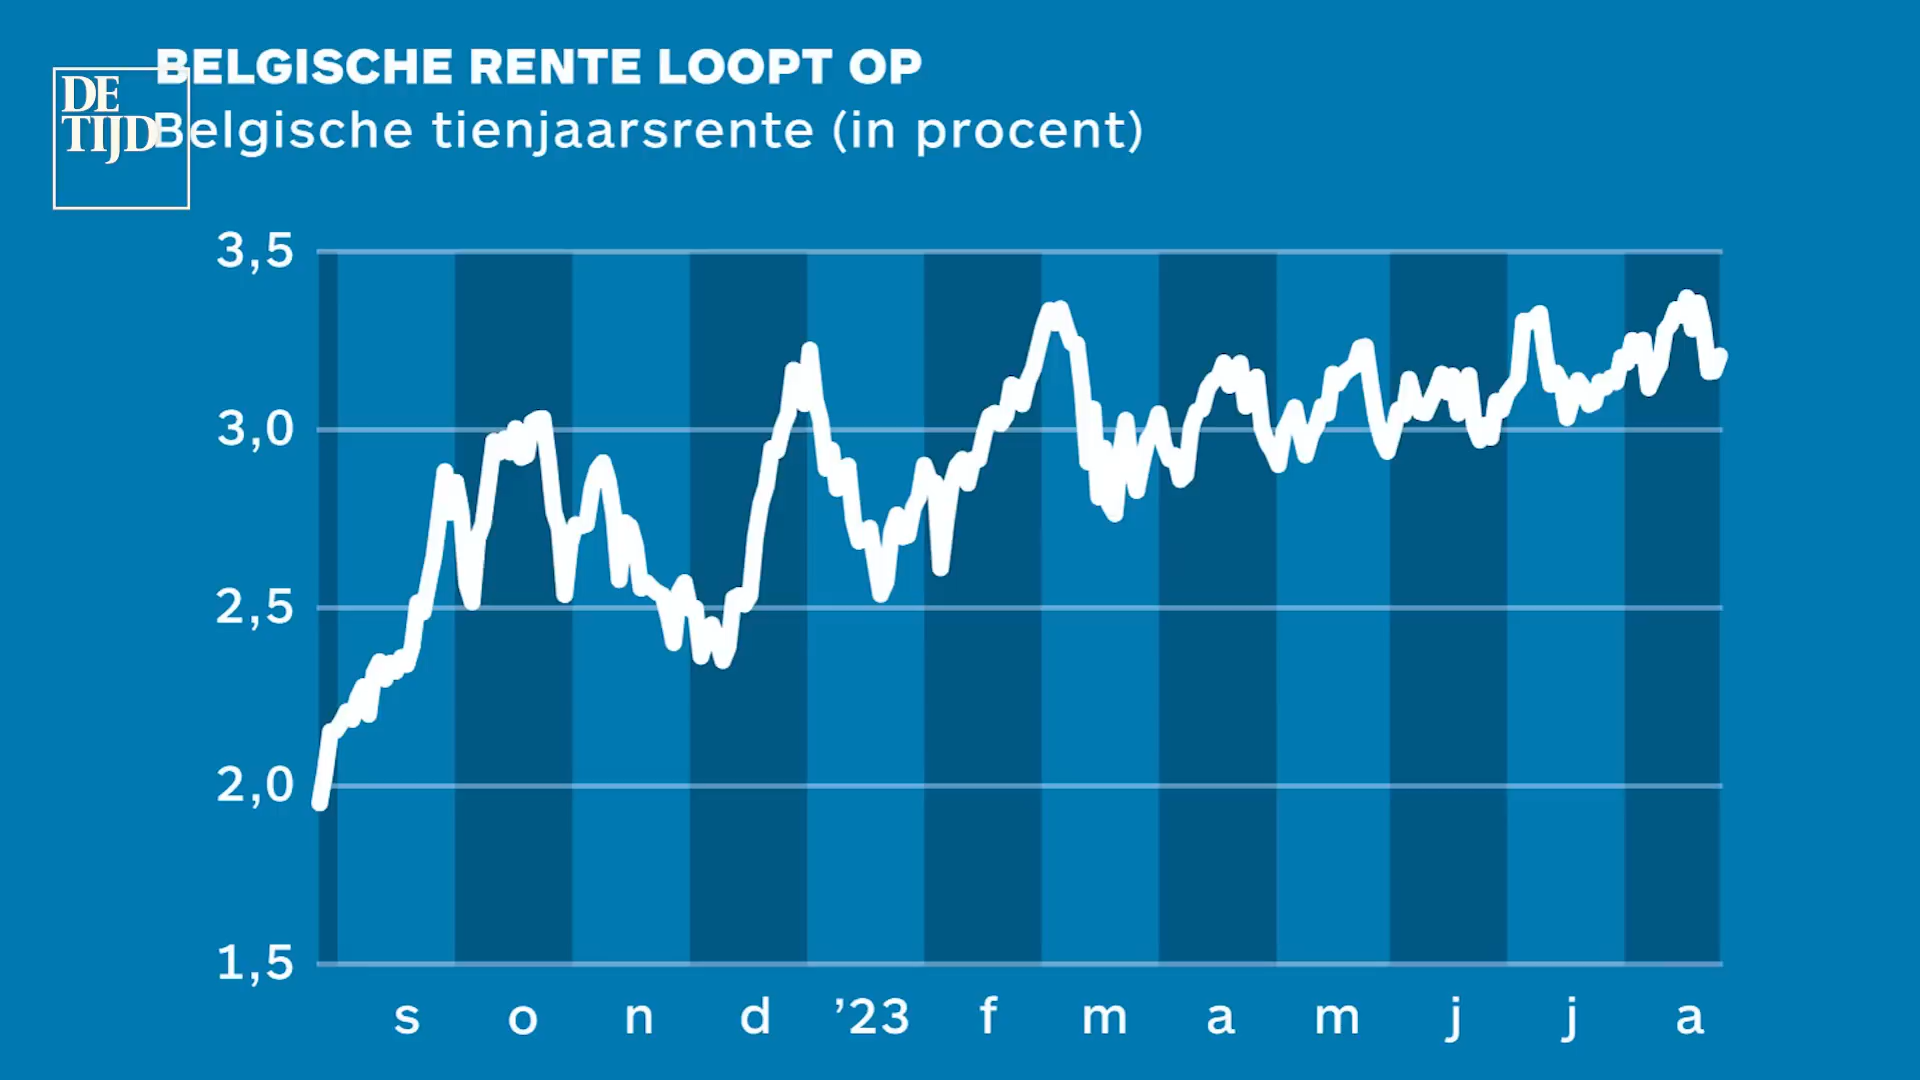 BELGISCHE RENTE LOOPT OP
DE
TIJD
Belgische tienjaarsrente (in procent)
3,5
3,0
2,5
2,0
1,5
s o n d ’23 f m a m j j a